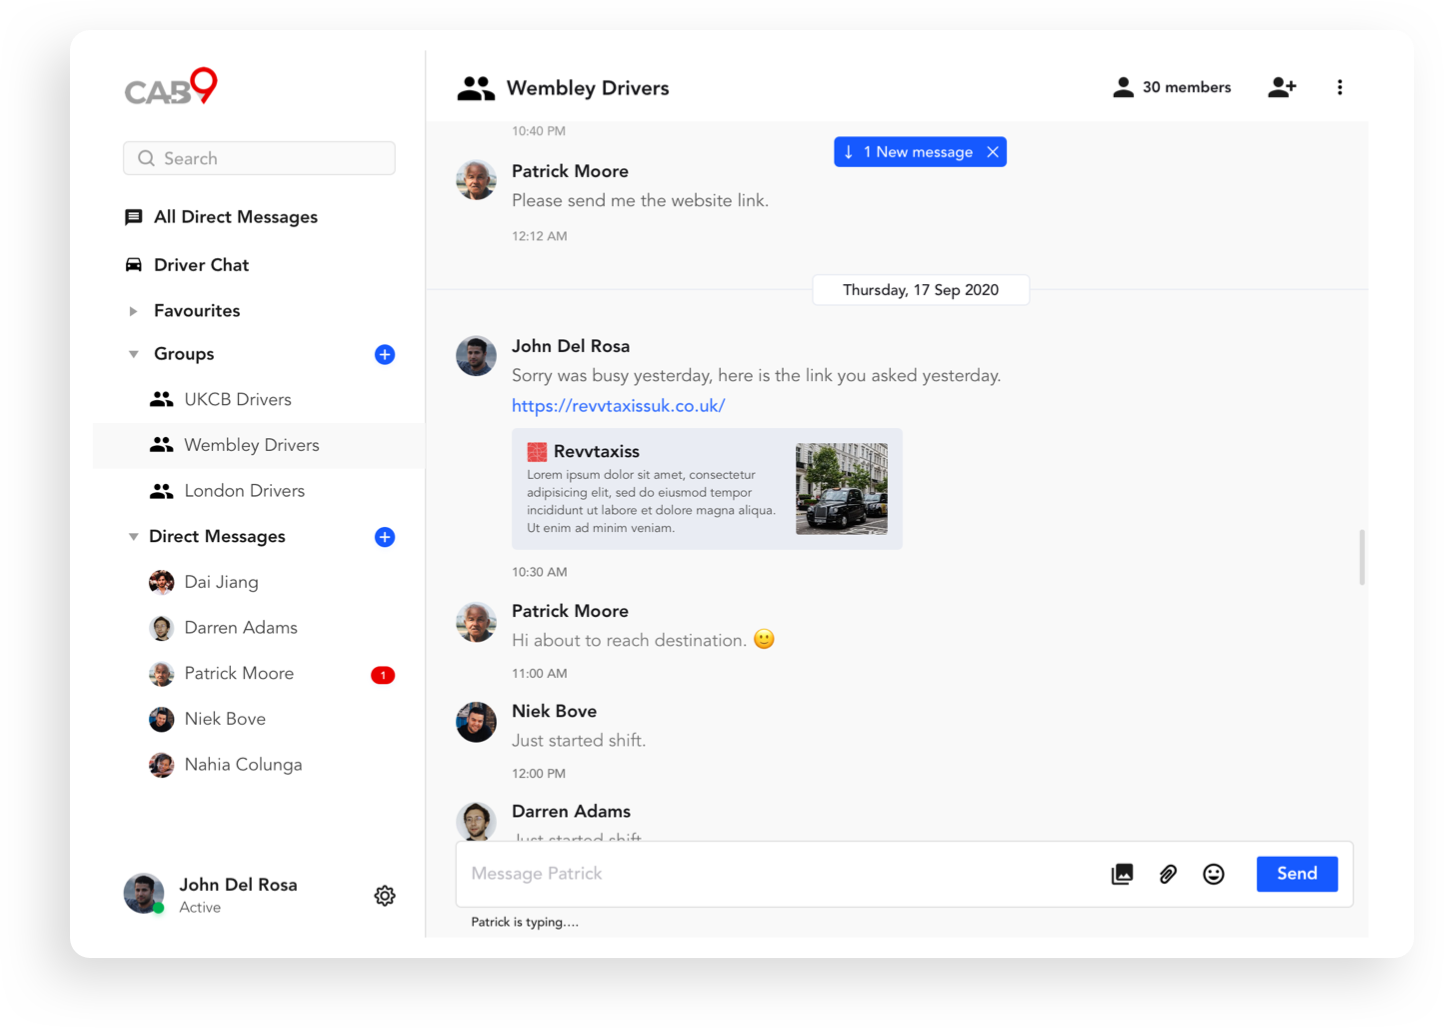 CAB9
Search
All Direct Messages
Driver Chat
Favourites
Groups
UKCB Drivers
Wembley Drivers
London Drivers
Direct Messages
Dai Jiang
Darren Adams
Patrick Moore
1
Niek Bove
Nahia Colunga
John Del Rosa
Active
Wembley Drivers
30 members
10:40 PM
1 New message
Patrick Moore
Please send me the website link.
12:12 AM
Thursday, 17 Sep 2020
John Del Rosa
Sorry was busy yesterday, here is the link you asked yesterday.
https://revvtaxissuk.co.uk/
Revvtaxiss
Lorem ipsum dolor sit amet, consectetur
adipisicing elit, sed do eiusmod tempor
incididunt ut labore et dolore magna aliqua.
Ut enim ad minim veniam.
10:30 AM
Patrick Moore
Hi about to reach destination. 🙂
11:00 AM
Niek Bove
Just started shift.
12:00 PM
Darren Adams
Just started shift
Message Patrick
Send
Patrick is typing....